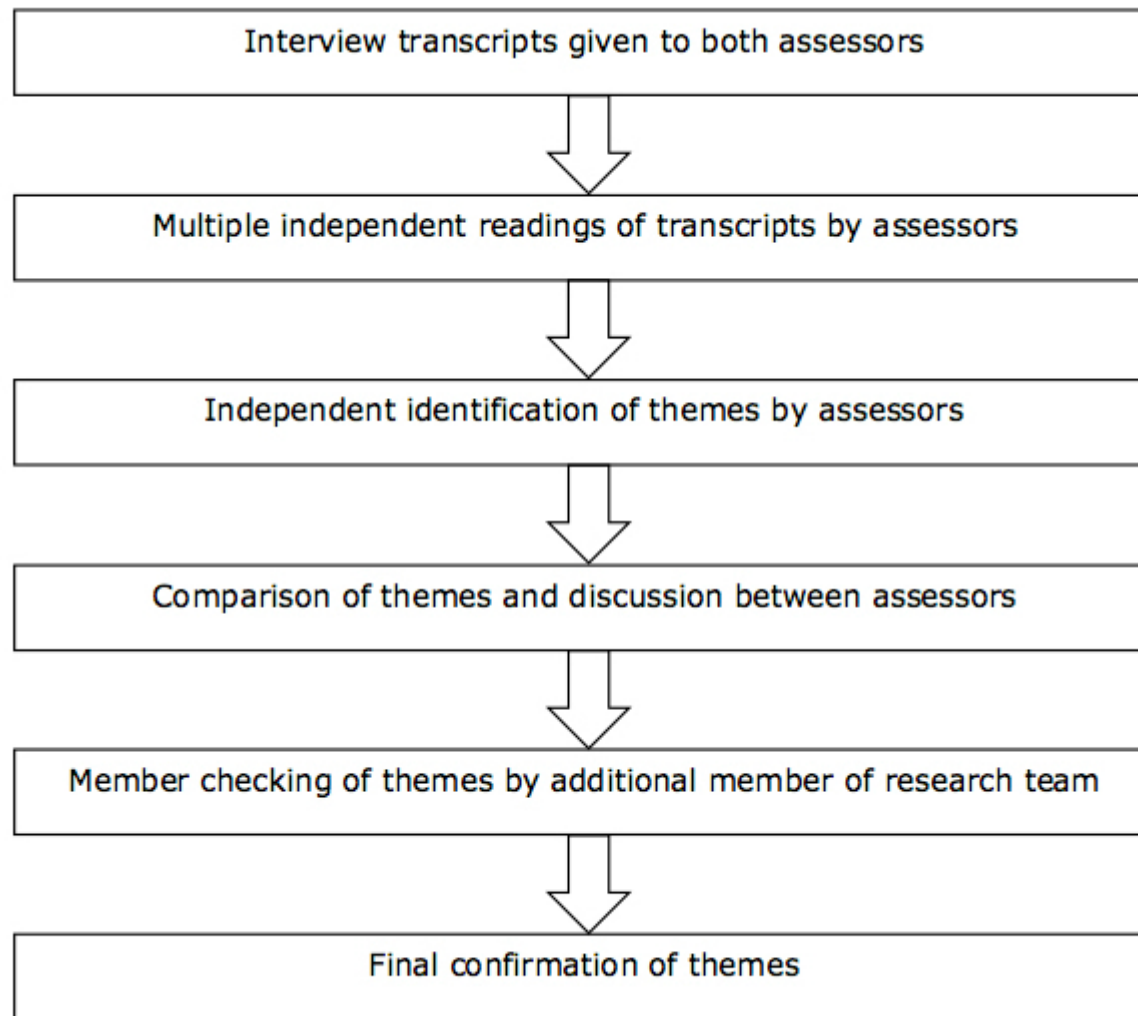 Interview transcripts given to both assessors
Multiple independent readings of transcripts by assessors
Independent identification of themes by assessors
Comparison of themes and discussion between assessors
Member checking of themes by additional member of research team
Final confirmation of themes